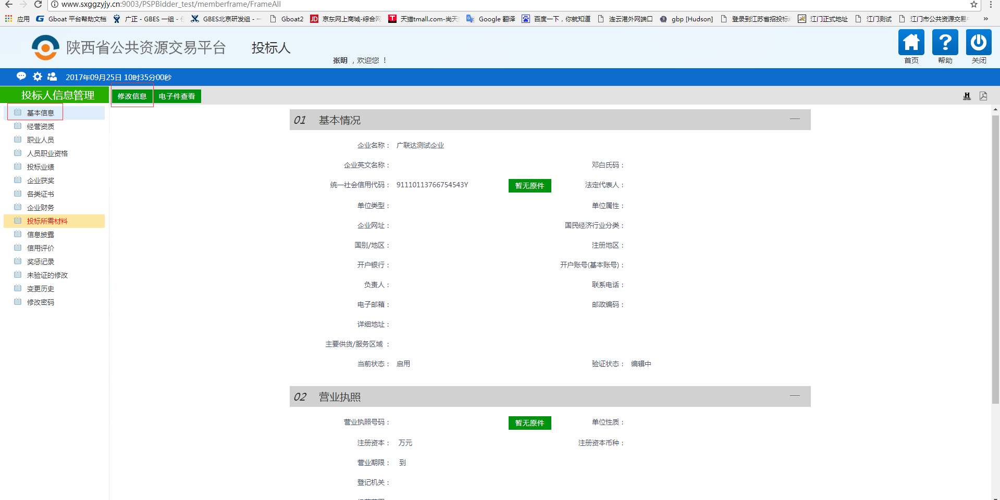 www.sxggzyjy.cn:9003/PSPBidder_test/memberframe/FrameAll
应用 Gboat 平台帮助文档 广正 - GBES 一组 - GBES北京研发组 - Gboat2 JD 京东网上商城-综合网 T 天猫tmall.com-尚天 Google 翻译 百度一下，你就知道 连云港外网端口 gbp [Hudson] 登录到江苏省招投标 江门正式地址 江门测试 江门市公共资源交易 »
陕西省公共资源交易平台 投标人
张明 ，欢迎您 ！
首页 帮助 关闭
2017年09月25日 10时35分00秒
投标人信息管理
修改信息 电子件查看
基本信息
经营资质
职业人员
人员职业资格
投标业绩
企业获奖
各类证书
企业财务
投标所需材料
信息披露
信用评价
奖惩记录
未验证的修改
变更历史
修改密码
01 基本情况
企业名称： 广联达测试企业
企业英文名称： 邓白氏码：
统一社会信用代码： 91110113766754543Y 暂无原件 法定代表人：
单位类型： 单位属性：
企业网址： 国民经济行业分类：
国别/地区： 注册地区：
开户银行： 开户账号(基本账号)：
负责人： 联系电话：
电子邮箱： 邮政编码：
详细地址：
主要供货/服务区域 ：
当前状态： 启用 验证状态： 编辑中
02 营业执照
营业执照号码： 暂无原件 单位性质：
注册资本： 万元 注册资本币种：
营业期限： 到
登记机关：